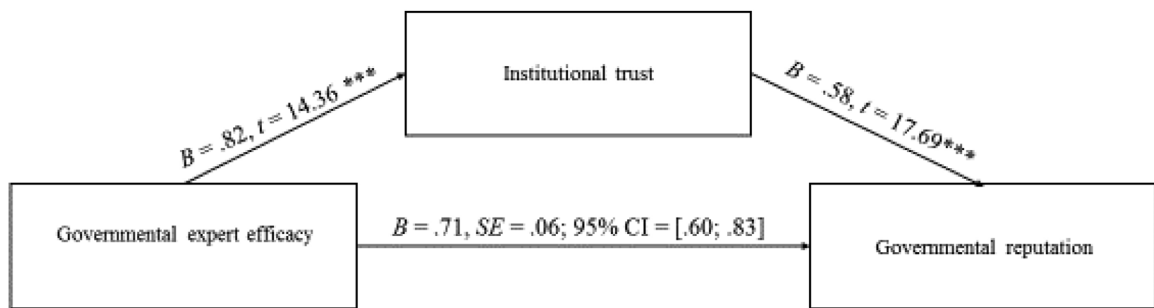 Institutional trust
B = .82, t = 14.36 ***
B = .58, t = 17.69***
Governmental expert efficacy
B = .71, SE = .06; 95% CI = [.60; .83]
Governmental reputation